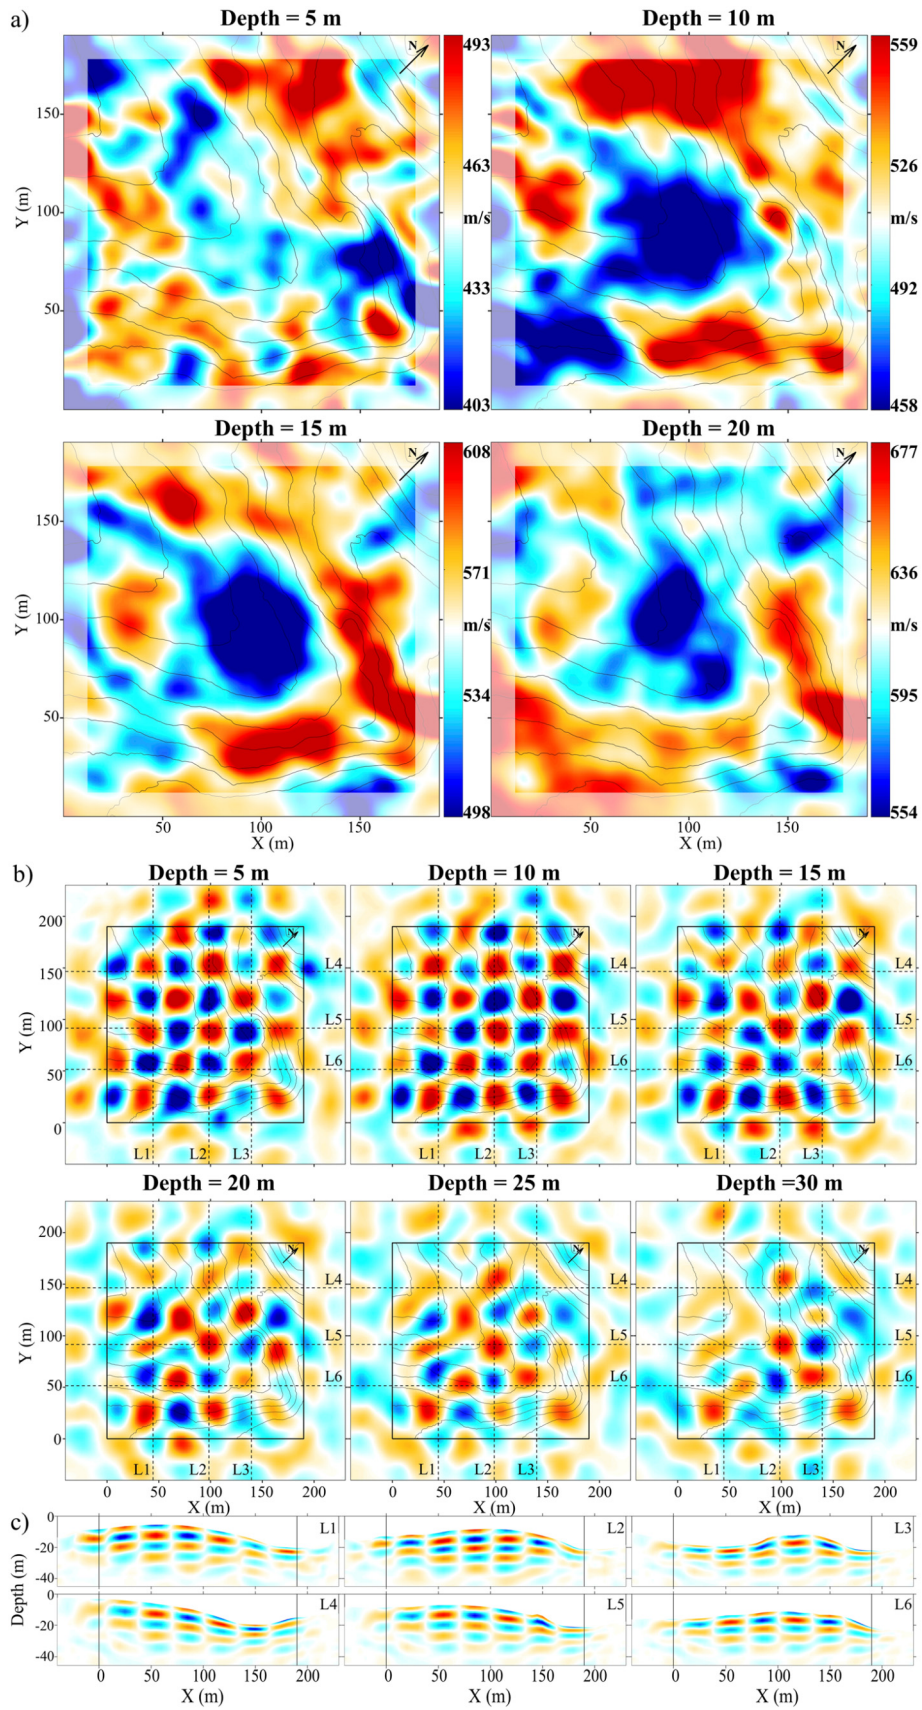 a)
Depth = 5 m
Depth = 10 m
N
493
N
559
150
463
526
Y (m)
100
m/s
m/s
433
492
50
403
458
Depth = 15 m
Depth = 20 m
N
608
N
677
150
571
636
Y (m)
100
m/s
m/s
534
595
50
498
554
50 100 150
50 100 150
X (m)
X (m)
b)
Depth = 5 m
Depth = 10 m
Depth = 15 m
200
N
N
N
150
L4
L4
L4
Y (m)
100
L5
L5
L5
50
L6
L6
L6
0
L1 L2 L3
L1 L2 L3
L1 L2 L3
Depth = 20 m
Depth = 25 m
Depth =30 m
200
N
N
N
150
L4
L4
L4
Y (m)
100
L5
L5
L5
50
L6
L6
L6
0
L1 L2 L3
L1 L2 L3
L1 L2 L3
0 50 100 150 200
0 50 100 150 200
0 50 100 150 200
X (m)
X (m)
X (m)
c)
0
L1
L2
L3
-20
-40
Depth (m)
0
L4
L5
L6
-20
-40
0 50 100 150 200
0 50 100 150 200
0 50 100 150 200
X (m)
X (m)
X (m)